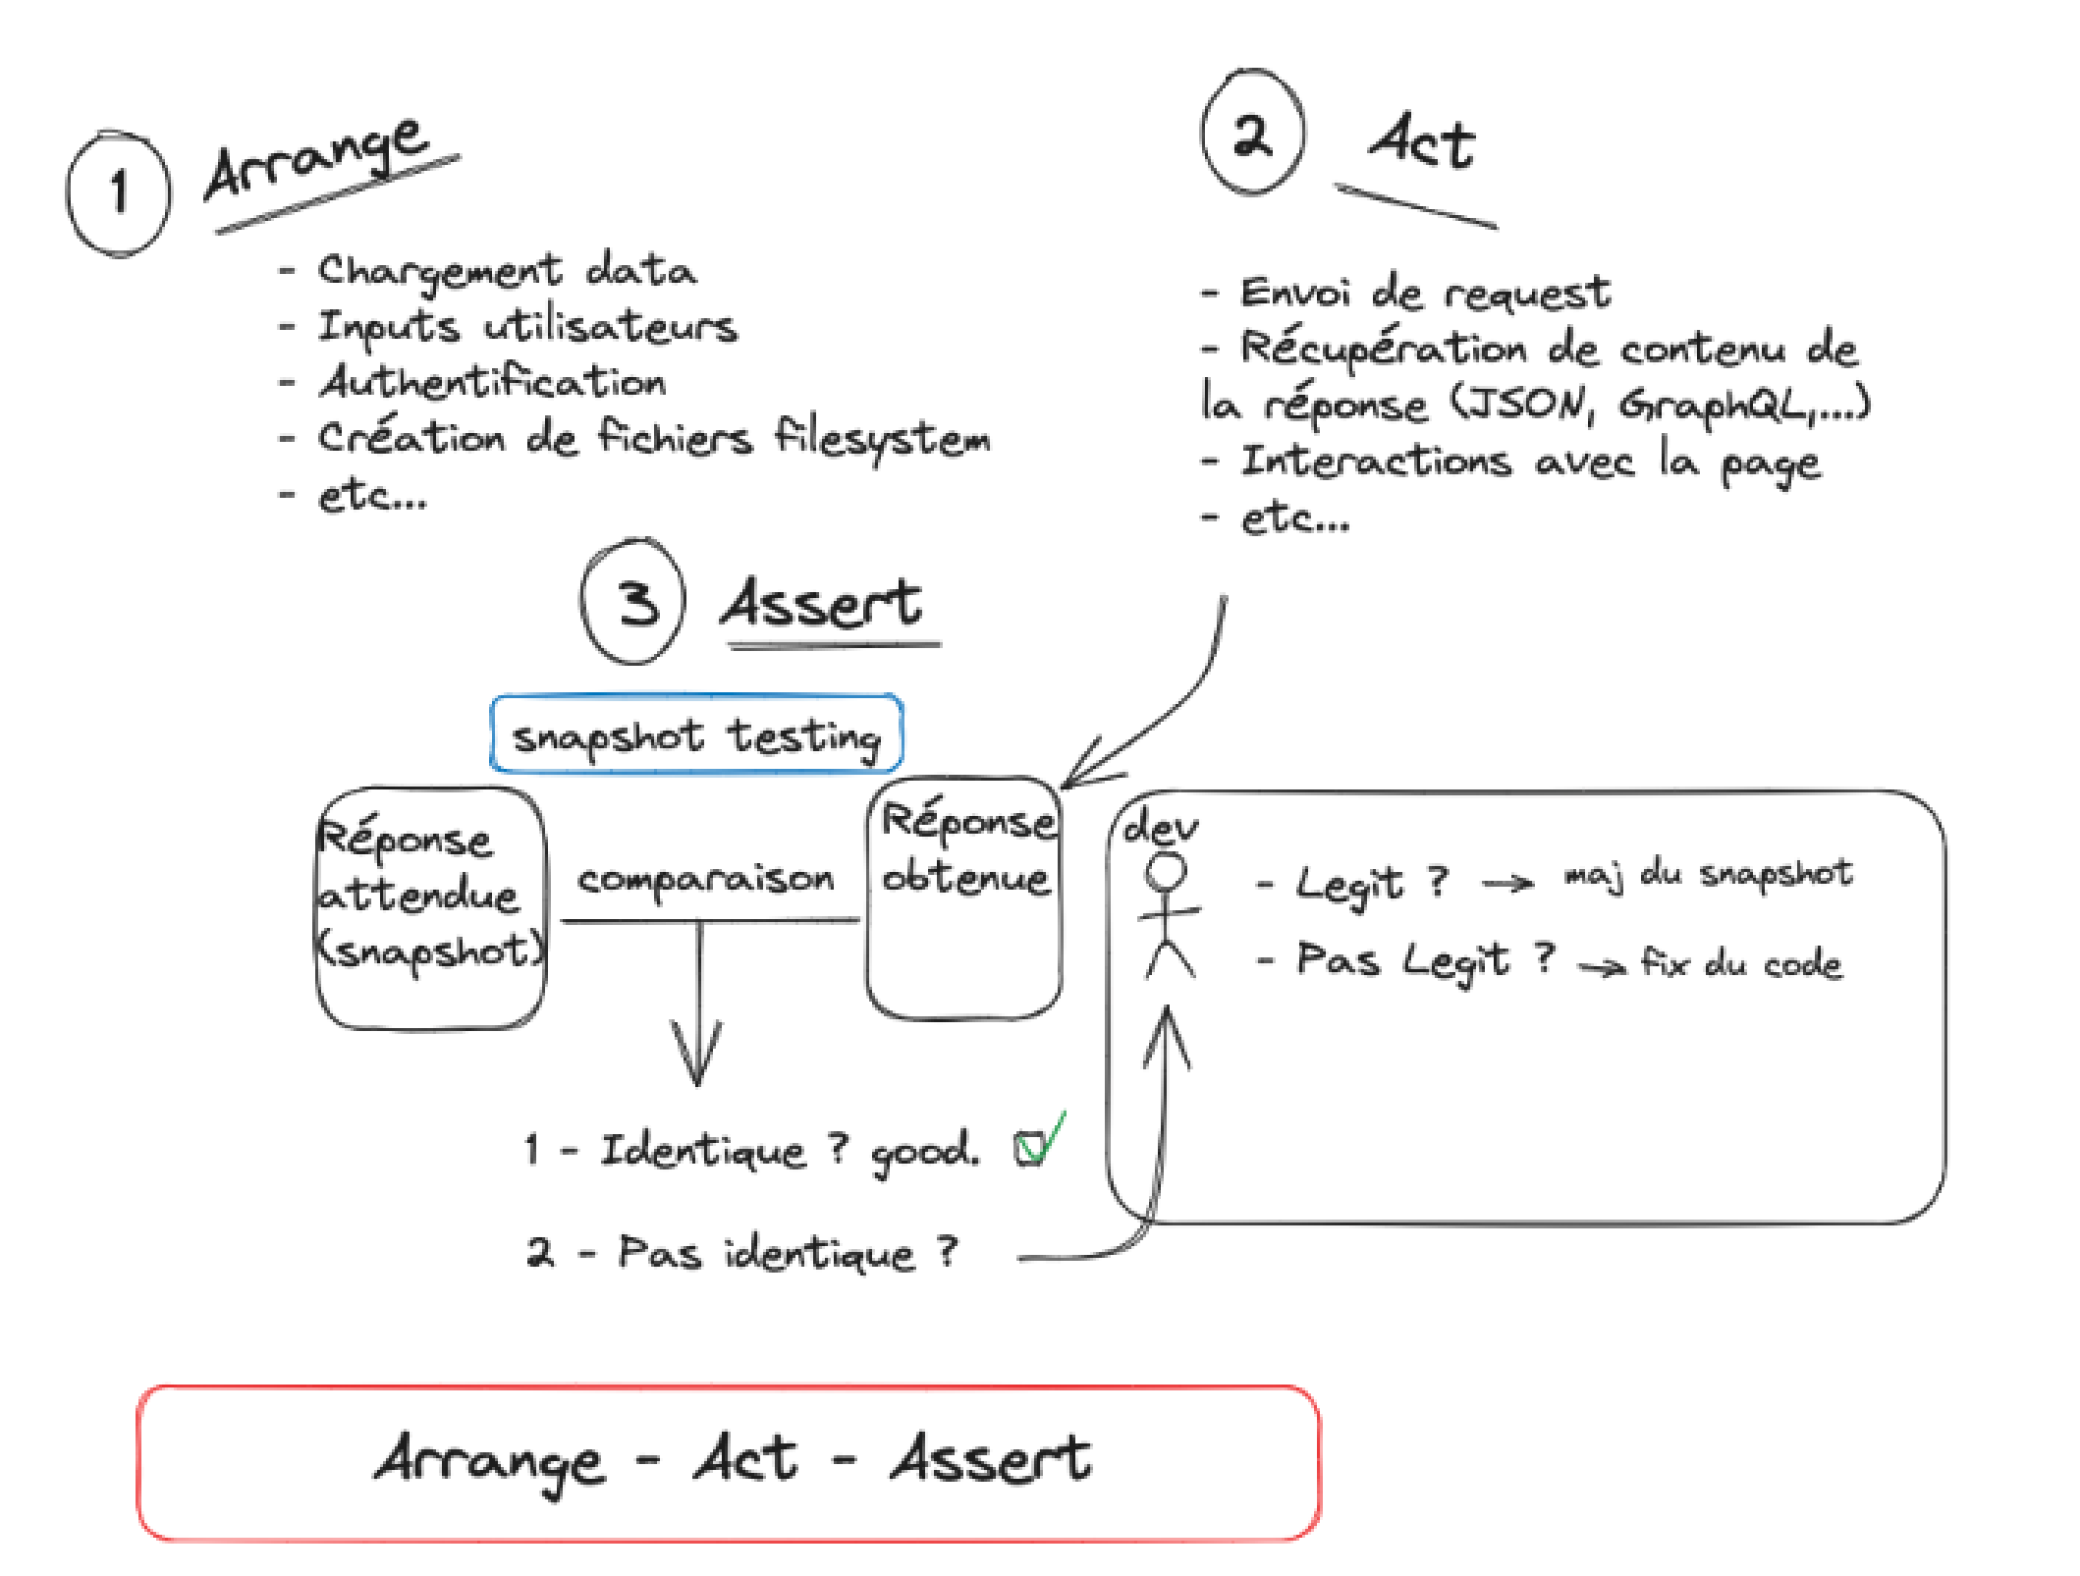 1 Arrange
- Chargement data
- Inputs utilisateurs
- Authentification
- Création de fichiers filesystem
- etc...
2 Act
- Envoi de request
- Récupération de contenu de
la réponse (JSON, GraphQL,...)
- Interactions avec la page
- etc...
3 Assert
snapshot testing
Réponse
attendue
(snapshot)
comparaison
Réponse
obtenue
1 - Identique ? good.
2 - Pas identique ?
dev
- Legit ? → maj du snapshot
- Pas Legit ? → fix du code
Arrange - Act - Assert